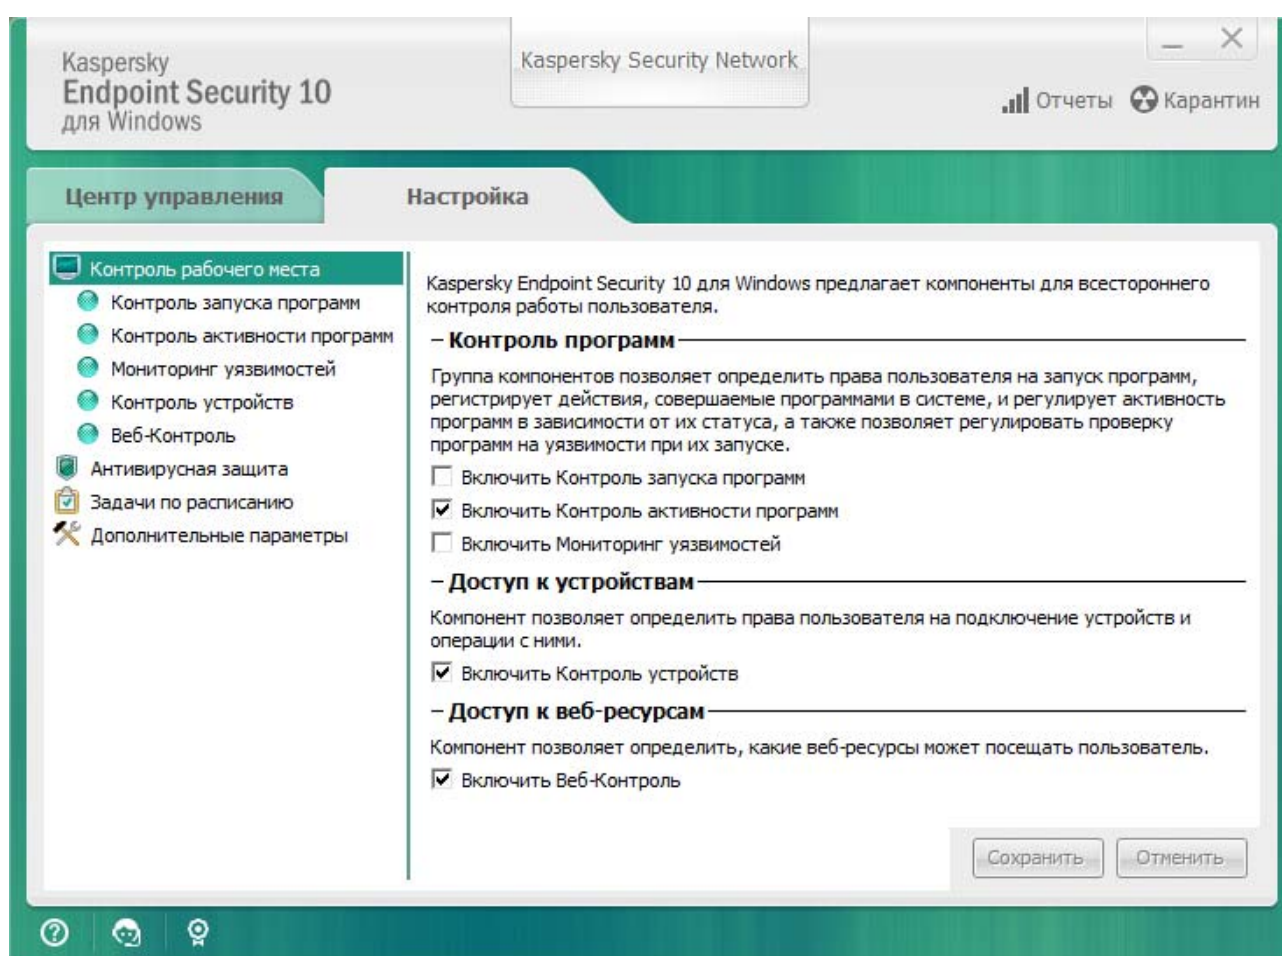 Kaspersky
Endpoint Security 10
для Windows
Kaspersky Security Network
Отчеты
Карантин
Центр управления
Настройка
Контроль рабочего места
Контроль запуска программ
Контроль активности программ
Мониторинг уязвимостей
Контроль устройств
Веб-Контроль
Антивирусная защита
Задачи по расписанию
Дополнительные параметры
Kaspersky Endpoint Security 10 для Windows предлагает компоненты для всестороннего
контроля работы пользователя.
Контроль программ
Группа компонентов позволяет определить права пользователя на запуск программ,
регистрирует действия, совершаемые программами в системе, и регулирует активность
программ в зависимости от их статуса, а также позволяет регулировать проверку
программ на уязвимости при их запуске.
Включить Контроль запуска программ
Включить Контроль активности программ
Включить Мониторинг уязвимостей
Доступ к устройствам
Компонент позволяет определить права пользователя на подключение устройств и
операции с ними.
Включить Контроль устройств
Доступ к веб-ресурсам
Компонент позволяет определить, какие веб-ресурсы может посещать пользователь.
Включить Веб-Контроль
Сохранить
Отменить